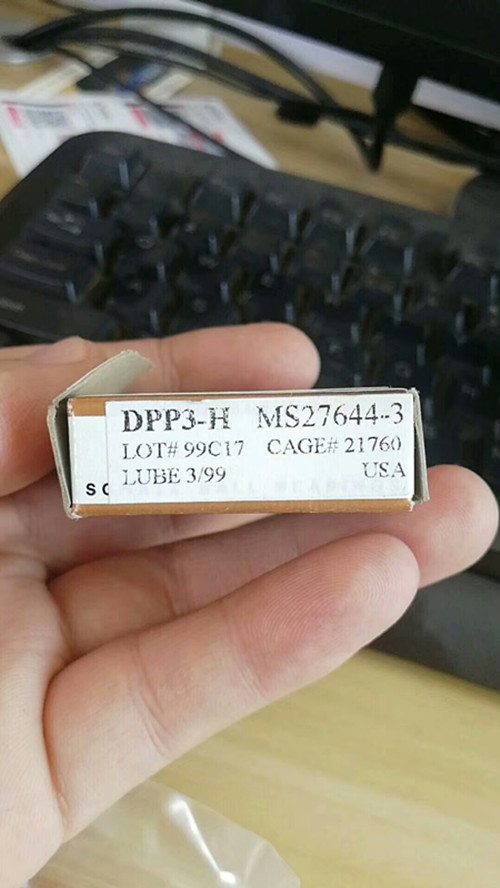 DPP3-H MS27644-3
LOT# 99C17 CAGE# 21760
LUBE 3/99 USA